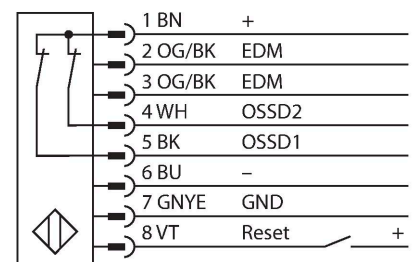 1 BN +
2 OG/BK EDM
3 OG/BK EDM
4 WH OSSD2
5 BK OSSD1
6 BU –
7 GNYE GND
8 VT Reset +